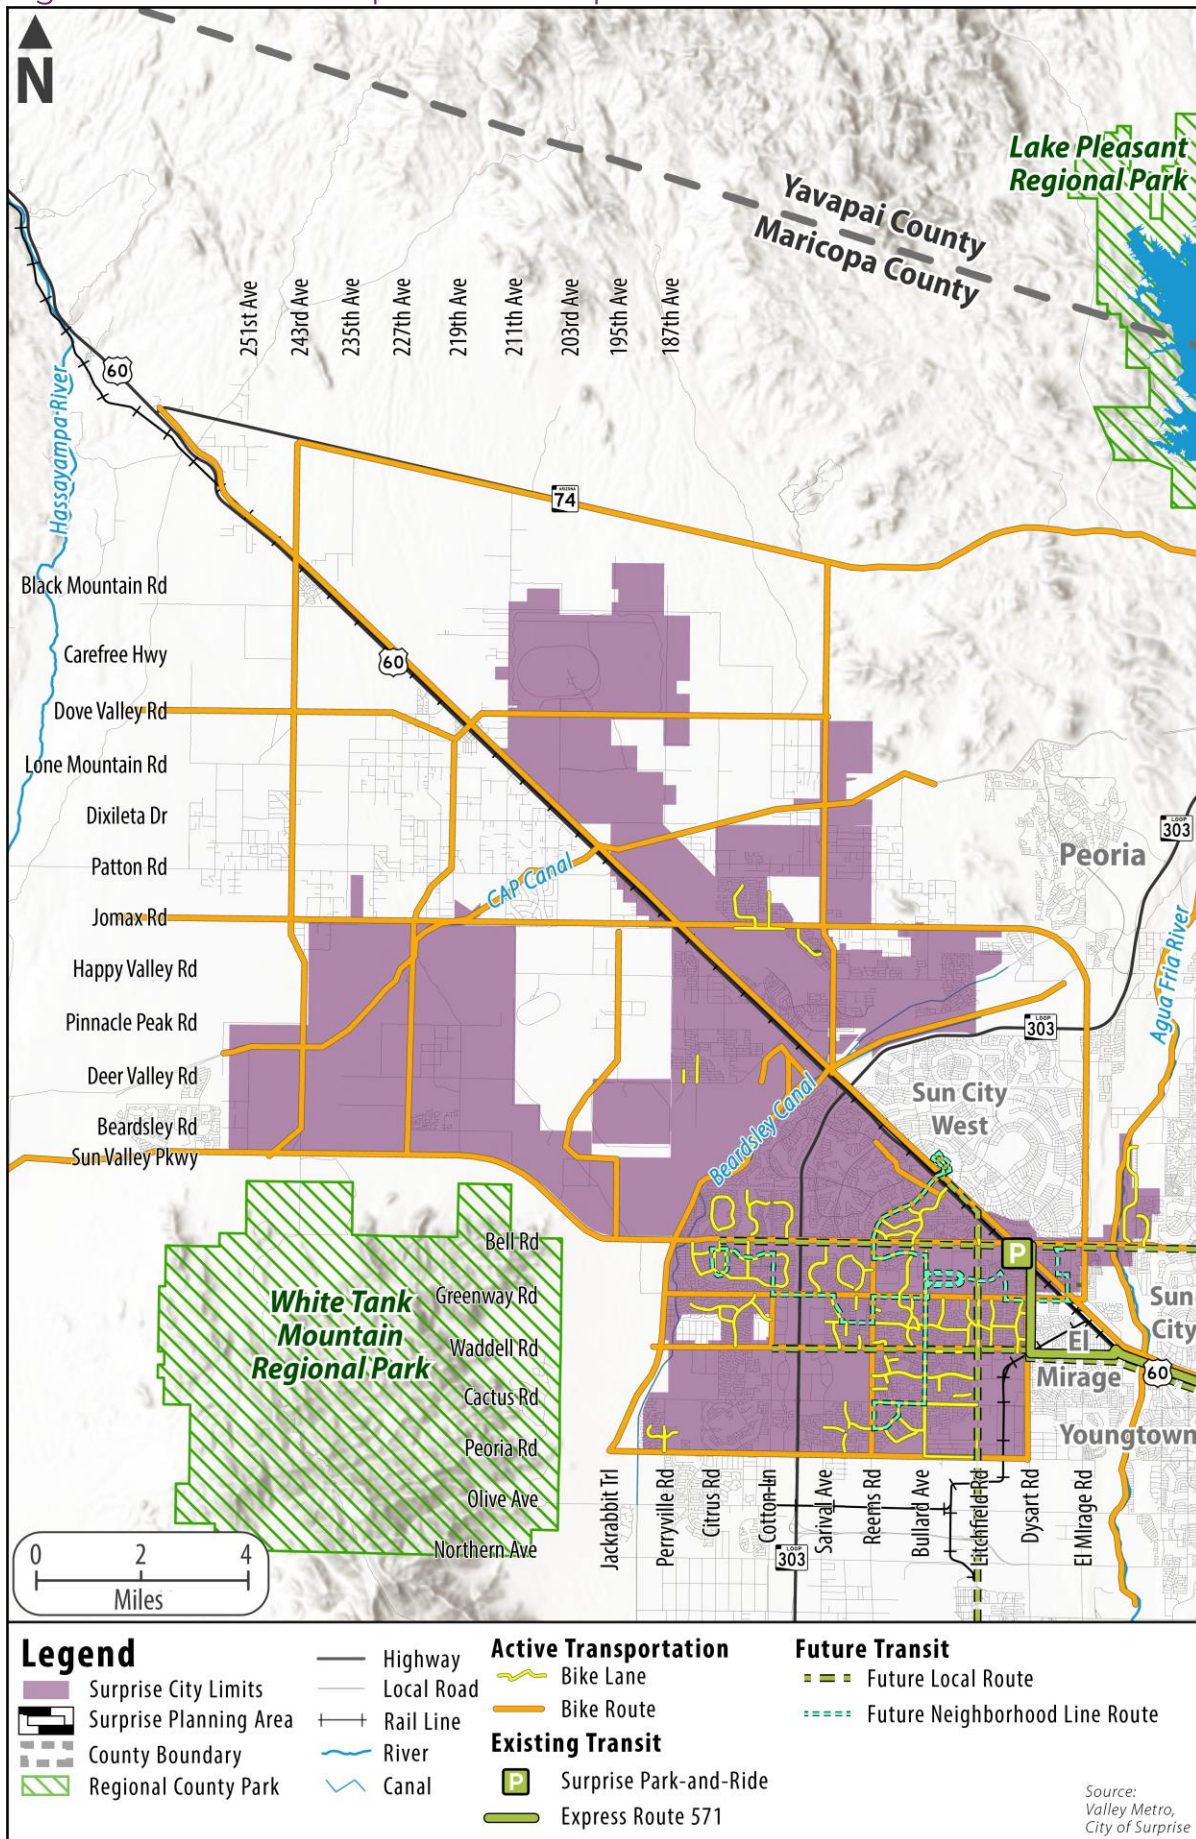 N
Lake Pleasant
Regional Park
Yavapai County
Maricopa County
251st Ave
243rd Ave
235th Ave
227th Ave
219th Ave
211th Ave
203rd Ave
195th Ave
187th Ave
60
Hassayampa River
ARIZONA
74
Black Mountain Rd
60
Carefree Hwy
Dove Valley Rd
Lone Mountain Rd
Dixileta Dr
LOOP
303
Peoria
Patton Rd
CAP Canal
Jomax Rd
Agua Fria River
Happy Valley Rd
Pinnacle Peak Rd
LOOP
303
Deer Valley Rd
Sun City
West
Beardsley Canal
Beardsley Rd
Sun Valley Pkwy
Bell Rd
P
White Tank
Mountain
Regional Park
Greenway Rd
Sun
City
Waddell Rd
El
Mirage
60
Cactus Rd
Youngtown
Peoria Rd
Olive Ave
Northern Ave
Jackrabbit Trl
Perryville Rd
Citrus Rd
Cotton Ln
Sarival Ave
Reems Rd
Bullard Ave
Litchfield Rd
Dysart Rd
El Mirage Rd
LOOP
303
0 2 4
Miles
Legend
Surprise City Limits
Surprise Planning Area
County Boundary
Regional County Park
Highway
Local Road
Rail Line
River
Canal
Active Transportation
Bike Lane
Bike Route
Existing Transit
P Surprise Park-and-Ride
Express Route 571
Future Transit
Future Local Route
Future Neighborhood Line Route
Source:
Valley Metro,
City of Surprise